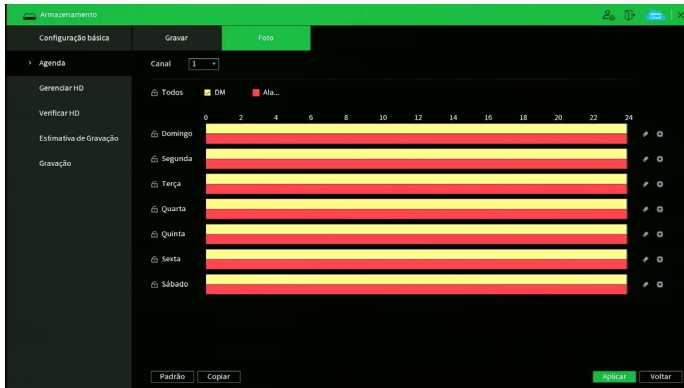 Armazenamento
Configuração básica
Gravar
Foto
Agenda
Canal 1
Gerenciar HD
Todos DM Ala...
Verificar HD
0 2 4 6 8 10 12 14 16 18 20 22 24
Estimativa de Gravação
Domingo
Gravação
Segunda
Terça
Quarta
Quinta
Sexta
Sábado
Padrão Copiar Aplicar Voltar